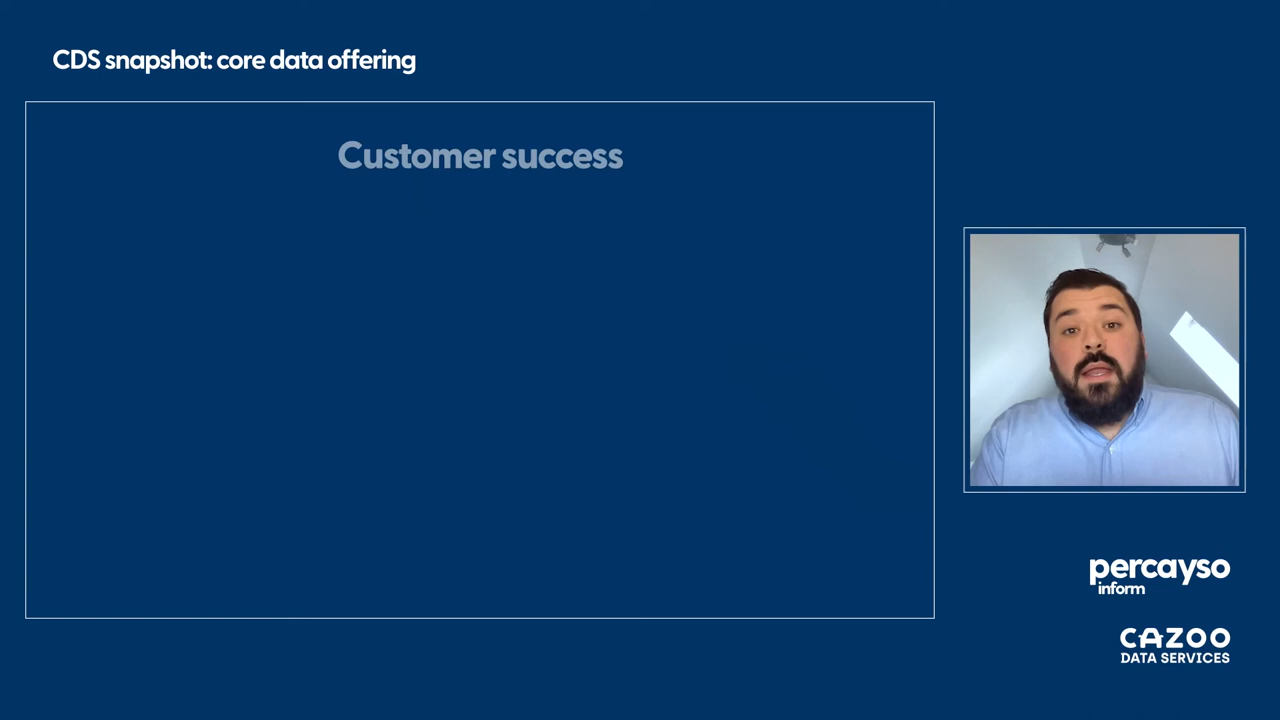 CDS snapshot: core data offering
Customer success
percayso
inform
CAZOO
DATA SERVICES